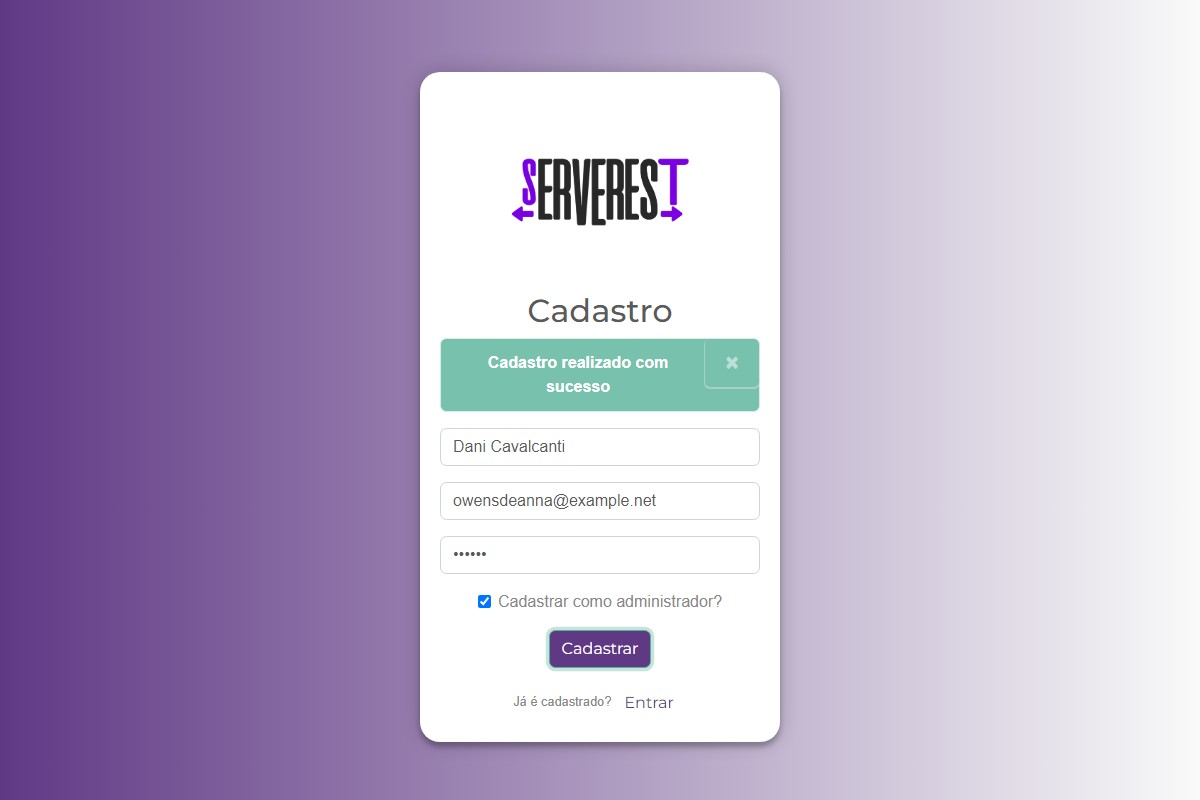 SERVEREST
Cadastro
Cadastro realizado com
sucesso
×
Dani Cavalcanti
owensdeanna@example.net
••••••
Cadastrar como administrador?
Cadastrar
Já é cadastrado? Entrar